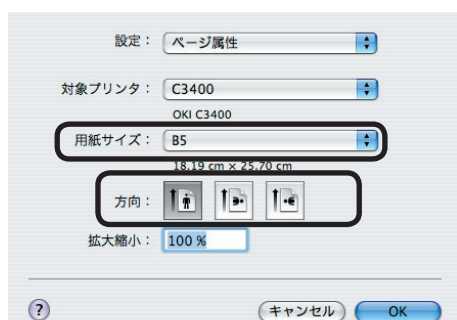 設定： ページ属性
対象プリンタ： C3400
OKI C3400
用紙サイズ： B5
18.19 cm × 25.70 cm
方向：
拡大縮小： 100 %
? キャンセル OK